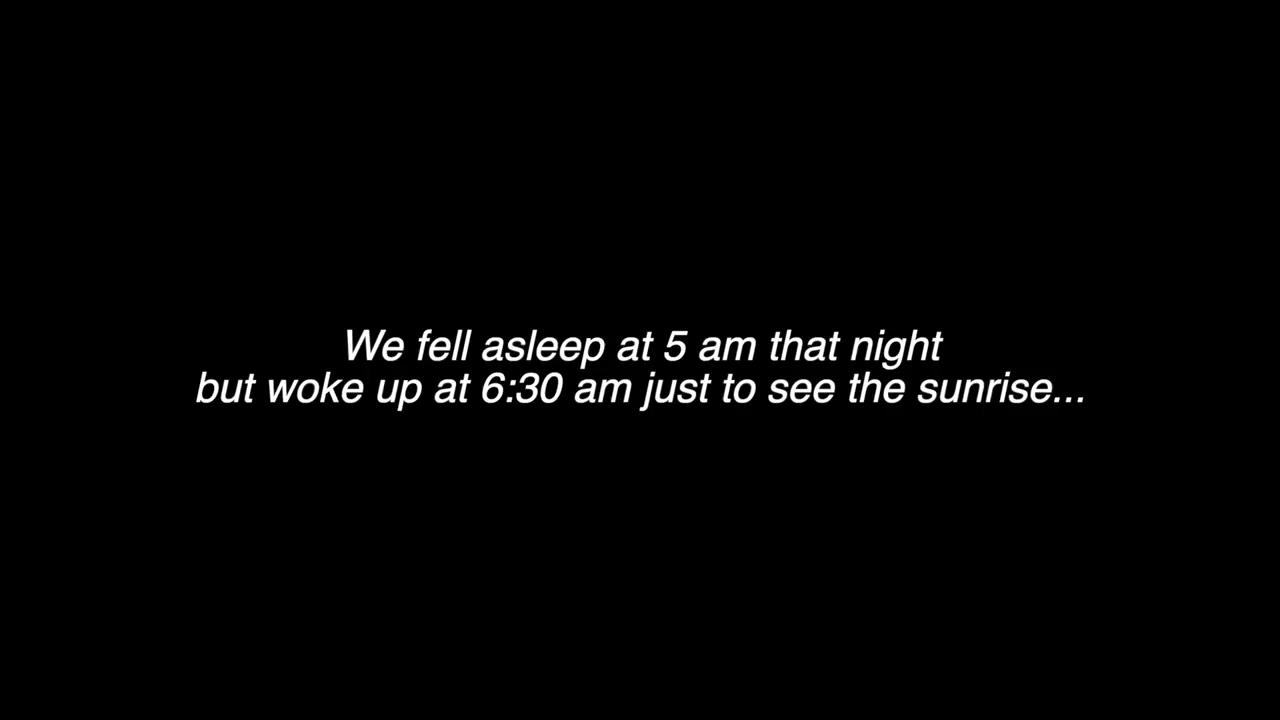 We fell asleep at 5 am that night
but woke up at 6:30 am just to see the sunrise...